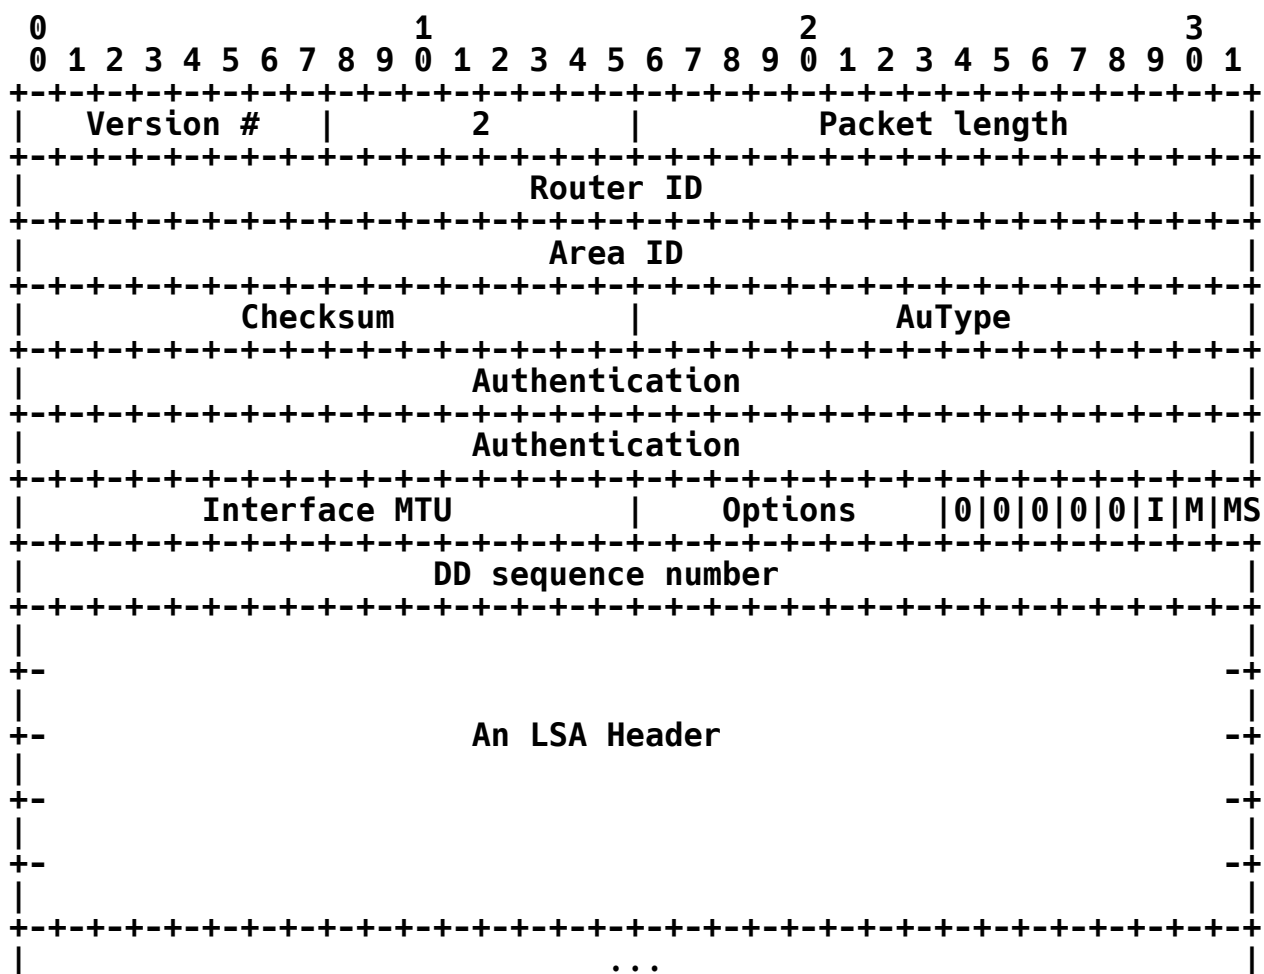 0                   1                   2                   3
 0 1 2 3 4 5 6 7 8 9 0 1 2 3 4 5 6 7 8 9 0 1 2 3 4 5 6 7 8 9 0 1
+-+-+-+-+-+-+-+-+-+-+-+-+-+-+-+-+-+-+-+-+-+-+-+-+-+-+-+-+-+-+-+-+
|   Version #   |       2       |         Packet length         |
+-+-+-+-+-+-+-+-+-+-+-+-+-+-+-+-+-+-+-+-+-+-+-+-+-+-+-+-+-+-+-+-+
|                          Router ID                            |
+-+-+-+-+-+-+-+-+-+-+-+-+-+-+-+-+-+-+-+-+-+-+-+-+-+-+-+-+-+-+-+-+
|                           Area ID                             |
+-+-+-+-+-+-+-+-+-+-+-+-+-+-+-+-+-+-+-+-+-+-+-+-+-+-+-+-+-+-+-+-+
|           Checksum            |             AuType            |
+-+-+-+-+-+-+-+-+-+-+-+-+-+-+-+-+-+-+-+-+-+-+-+-+-+-+-+-+-+-+-+-+
|                       Authentication                          |
+-+-+-+-+-+-+-+-+-+-+-+-+-+-+-+-+-+-+-+-+-+-+-+-+-+-+-+-+-+-+-+-+
|                       Authentication                          |
+-+-+-+-+-+-+-+-+-+-+-+-+-+-+-+-+-+-+-+-+-+-+-+-+-+-+-+-+-+-+-+-+
|         Interface MTU         |    Options    |0|0|0|0|0|I|M|MS
+-+-+-+-+-+-+-+-+-+-+-+-+-+-+-+-+-+-+-+-+-+-+-+-+-+-+-+-+-+-+-+-+
|                     DD sequence number                        |
+-+-+-+-+-+-+-+-+-+-+-+-+-+-+-+-+-+-+-+-+-+-+-+-+-+-+-+-+-+-+-+-+
|                                                               |
+-                                                             -+
|                                                               |
+-                      An LSA Header                          -+
|                                                               |
+-                                                             -+
|                                                               |
+-                                                             -+
|                                                               |
+-+-+-+-+-+-+-+-+-+-+-+-+-+-+-+-+-+-+-+-+-+-+-+-+-+-+-+-+-+-+-+-+
|                              ...                              |